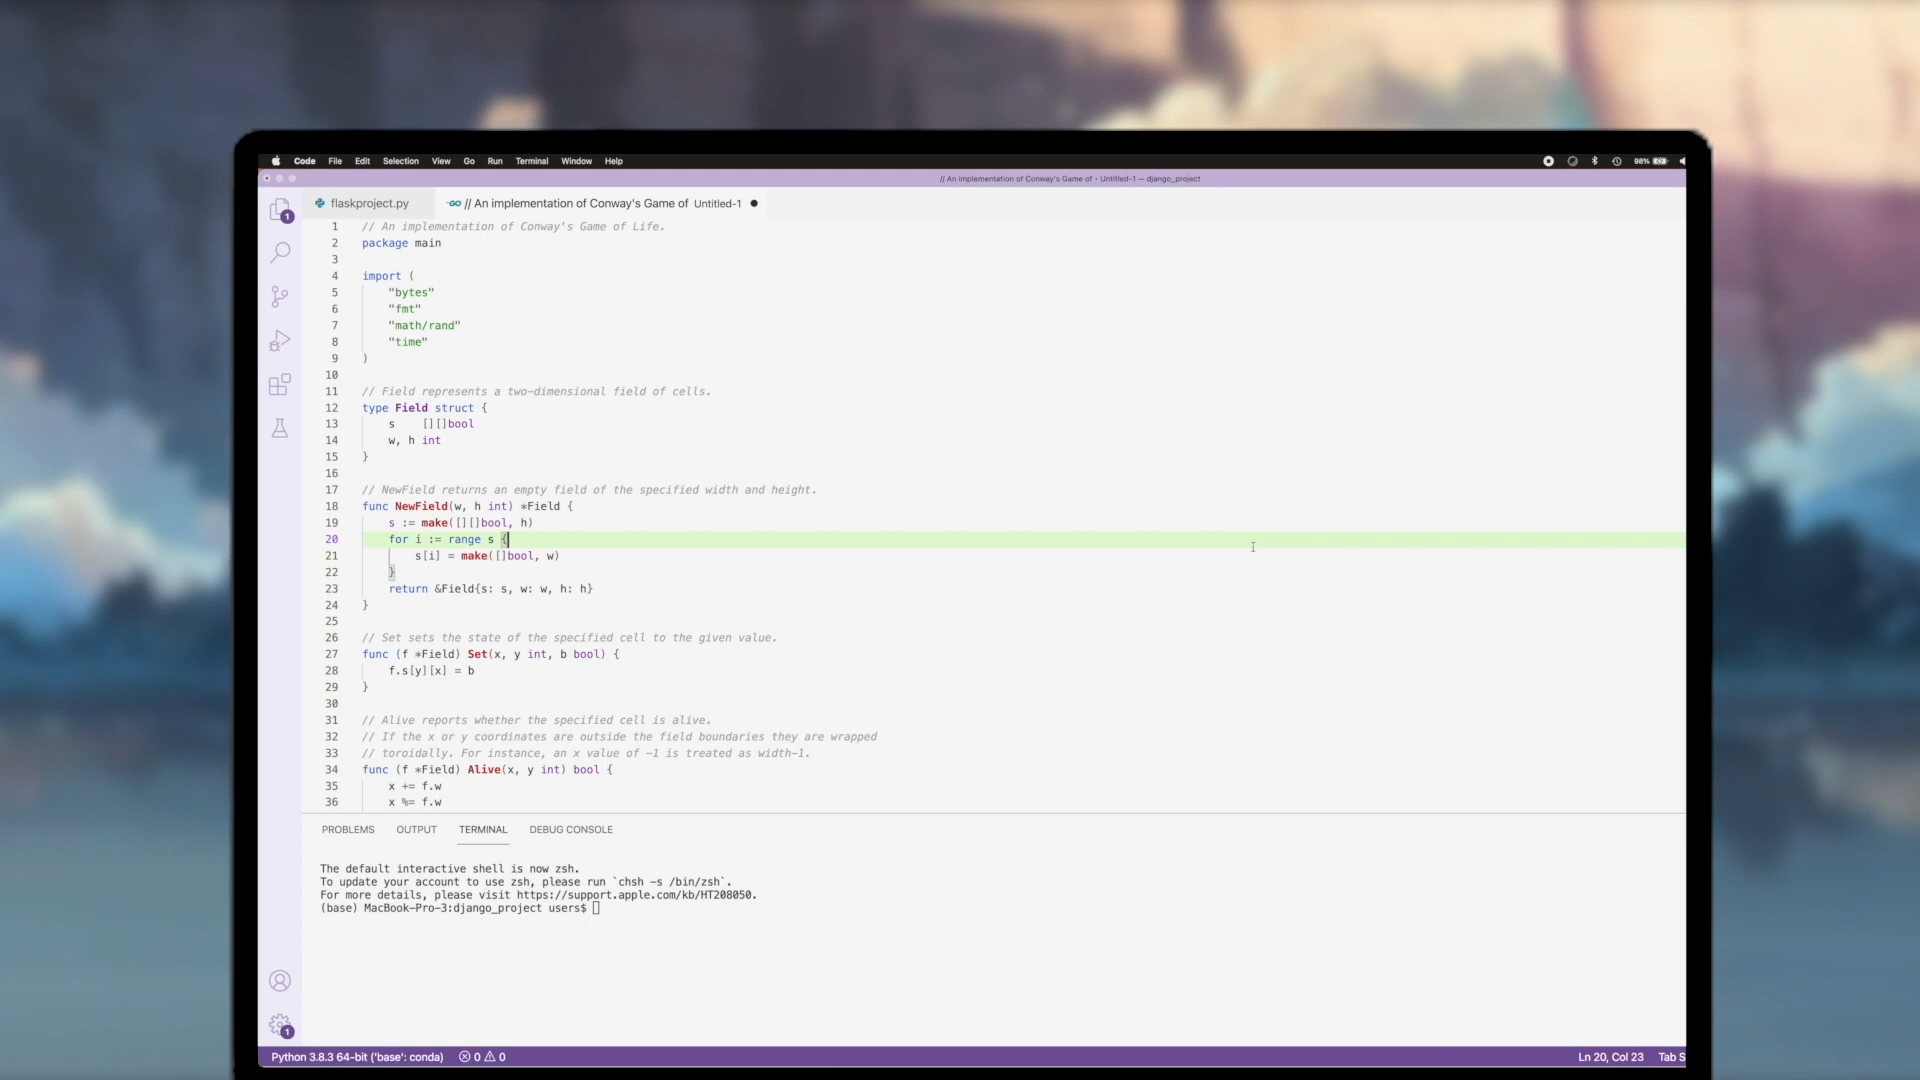 Code File Edit Selection View Go Run Terminal Window Help 98%
// An implementation of Conway's Game of • Untitled-1 — django_project
1
flaskproject.py
GO // An implementation of Conway's Game of Untitled-1 ●
1 // An implementation of Conway's Game of Life.
2 package main
3
4 import (
5 "bytes"
6 "fmt"
7 "math/rand"
8 "time"
9 )
10
11 // Field represents a two-dimensional field of cells.
12 type Field struct {
13 s [][]bool
14 w, h int
15 }
16
17 // NewField returns an empty field of the specified width and height.
18 func NewField(w, h int) *Field {
19 s := make([][]bool, h)
20 for i := range s {
21 s[i] = make([]bool, w)
22 }
23 return &Field{s: s, w: w, h: h}
24 }
25
26 // Set sets the state of the specified cell to the given value.
27 func (f *Field) Set(x, y int, b bool) {
28 f.s[y][x] = b
29 }
30
31 // Alive reports whether the specified cell is alive.
32 // If the x or y coordinates are outside the field boundaries they are wrapped
33 // toroidally. For instance, an x value of -1 is treated as width-1.
34 func (f *Field) Alive(x, y int) bool {
35 x += f.w
36 x %= f.w
PROBLEMS OUTPUT TERMINAL DEBUG CONSOLE
The default interactive shell is now zsh.
To update your account to use zsh, please run `chsh -s /bin/zsh`.
For more details, please visit https://support.apple.com/kb/HT208050.
(base) MacBook-Pro-3:django_project users$
1
Python 3.8.3 64-bit ('base': conda) 0 0 Ln 20, Col 23 Tab S